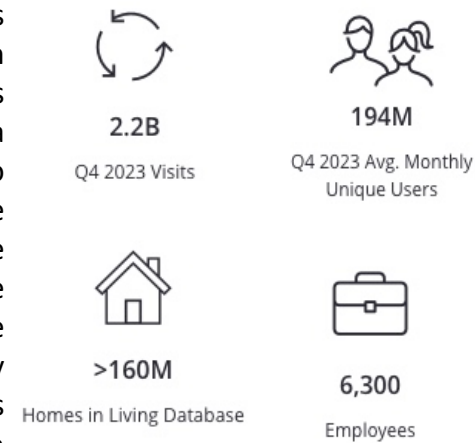 2.2B
Q4 2023 Visits
194M
Q4 2023 Avg. Monthly
Unique Users
>160M
Homes in Living Database
6,300
Employees